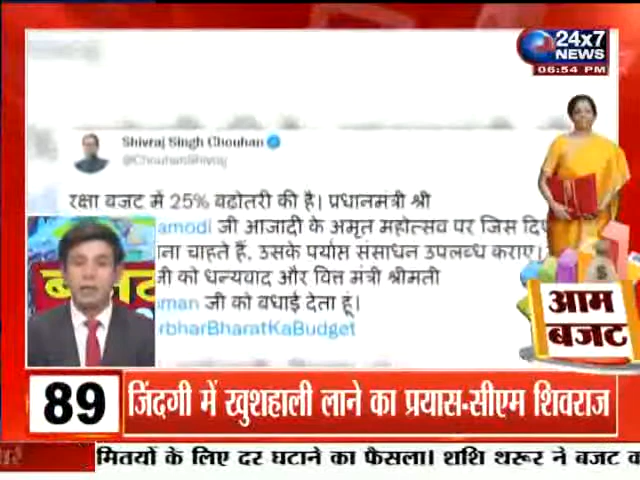 24x7
NEWS
06:54 PM
Shivraj Singh Chouhan
@ChouhanShivraj
रक्षा बजट में 25% बढोतरी की है। प्रधानमंत्री श्री
amodi जी आजादी के अमृत महोत्सव पर जिस
ना चाहते हैं, उसके पर्याप्त संसाधन उपलब्ध कराए।
जी को धन्यवाद और वित्त मंत्री श्रीमती
man जी को बधाई देता हूं।
rbharBharatKaBudget
आम
बजट
89
जिंदगी में खुशहाली लाने का प्रयास-सीएम शिवराज
मितयों के लिए दर घटाने का फैसला। शशि थरूर ने बजट